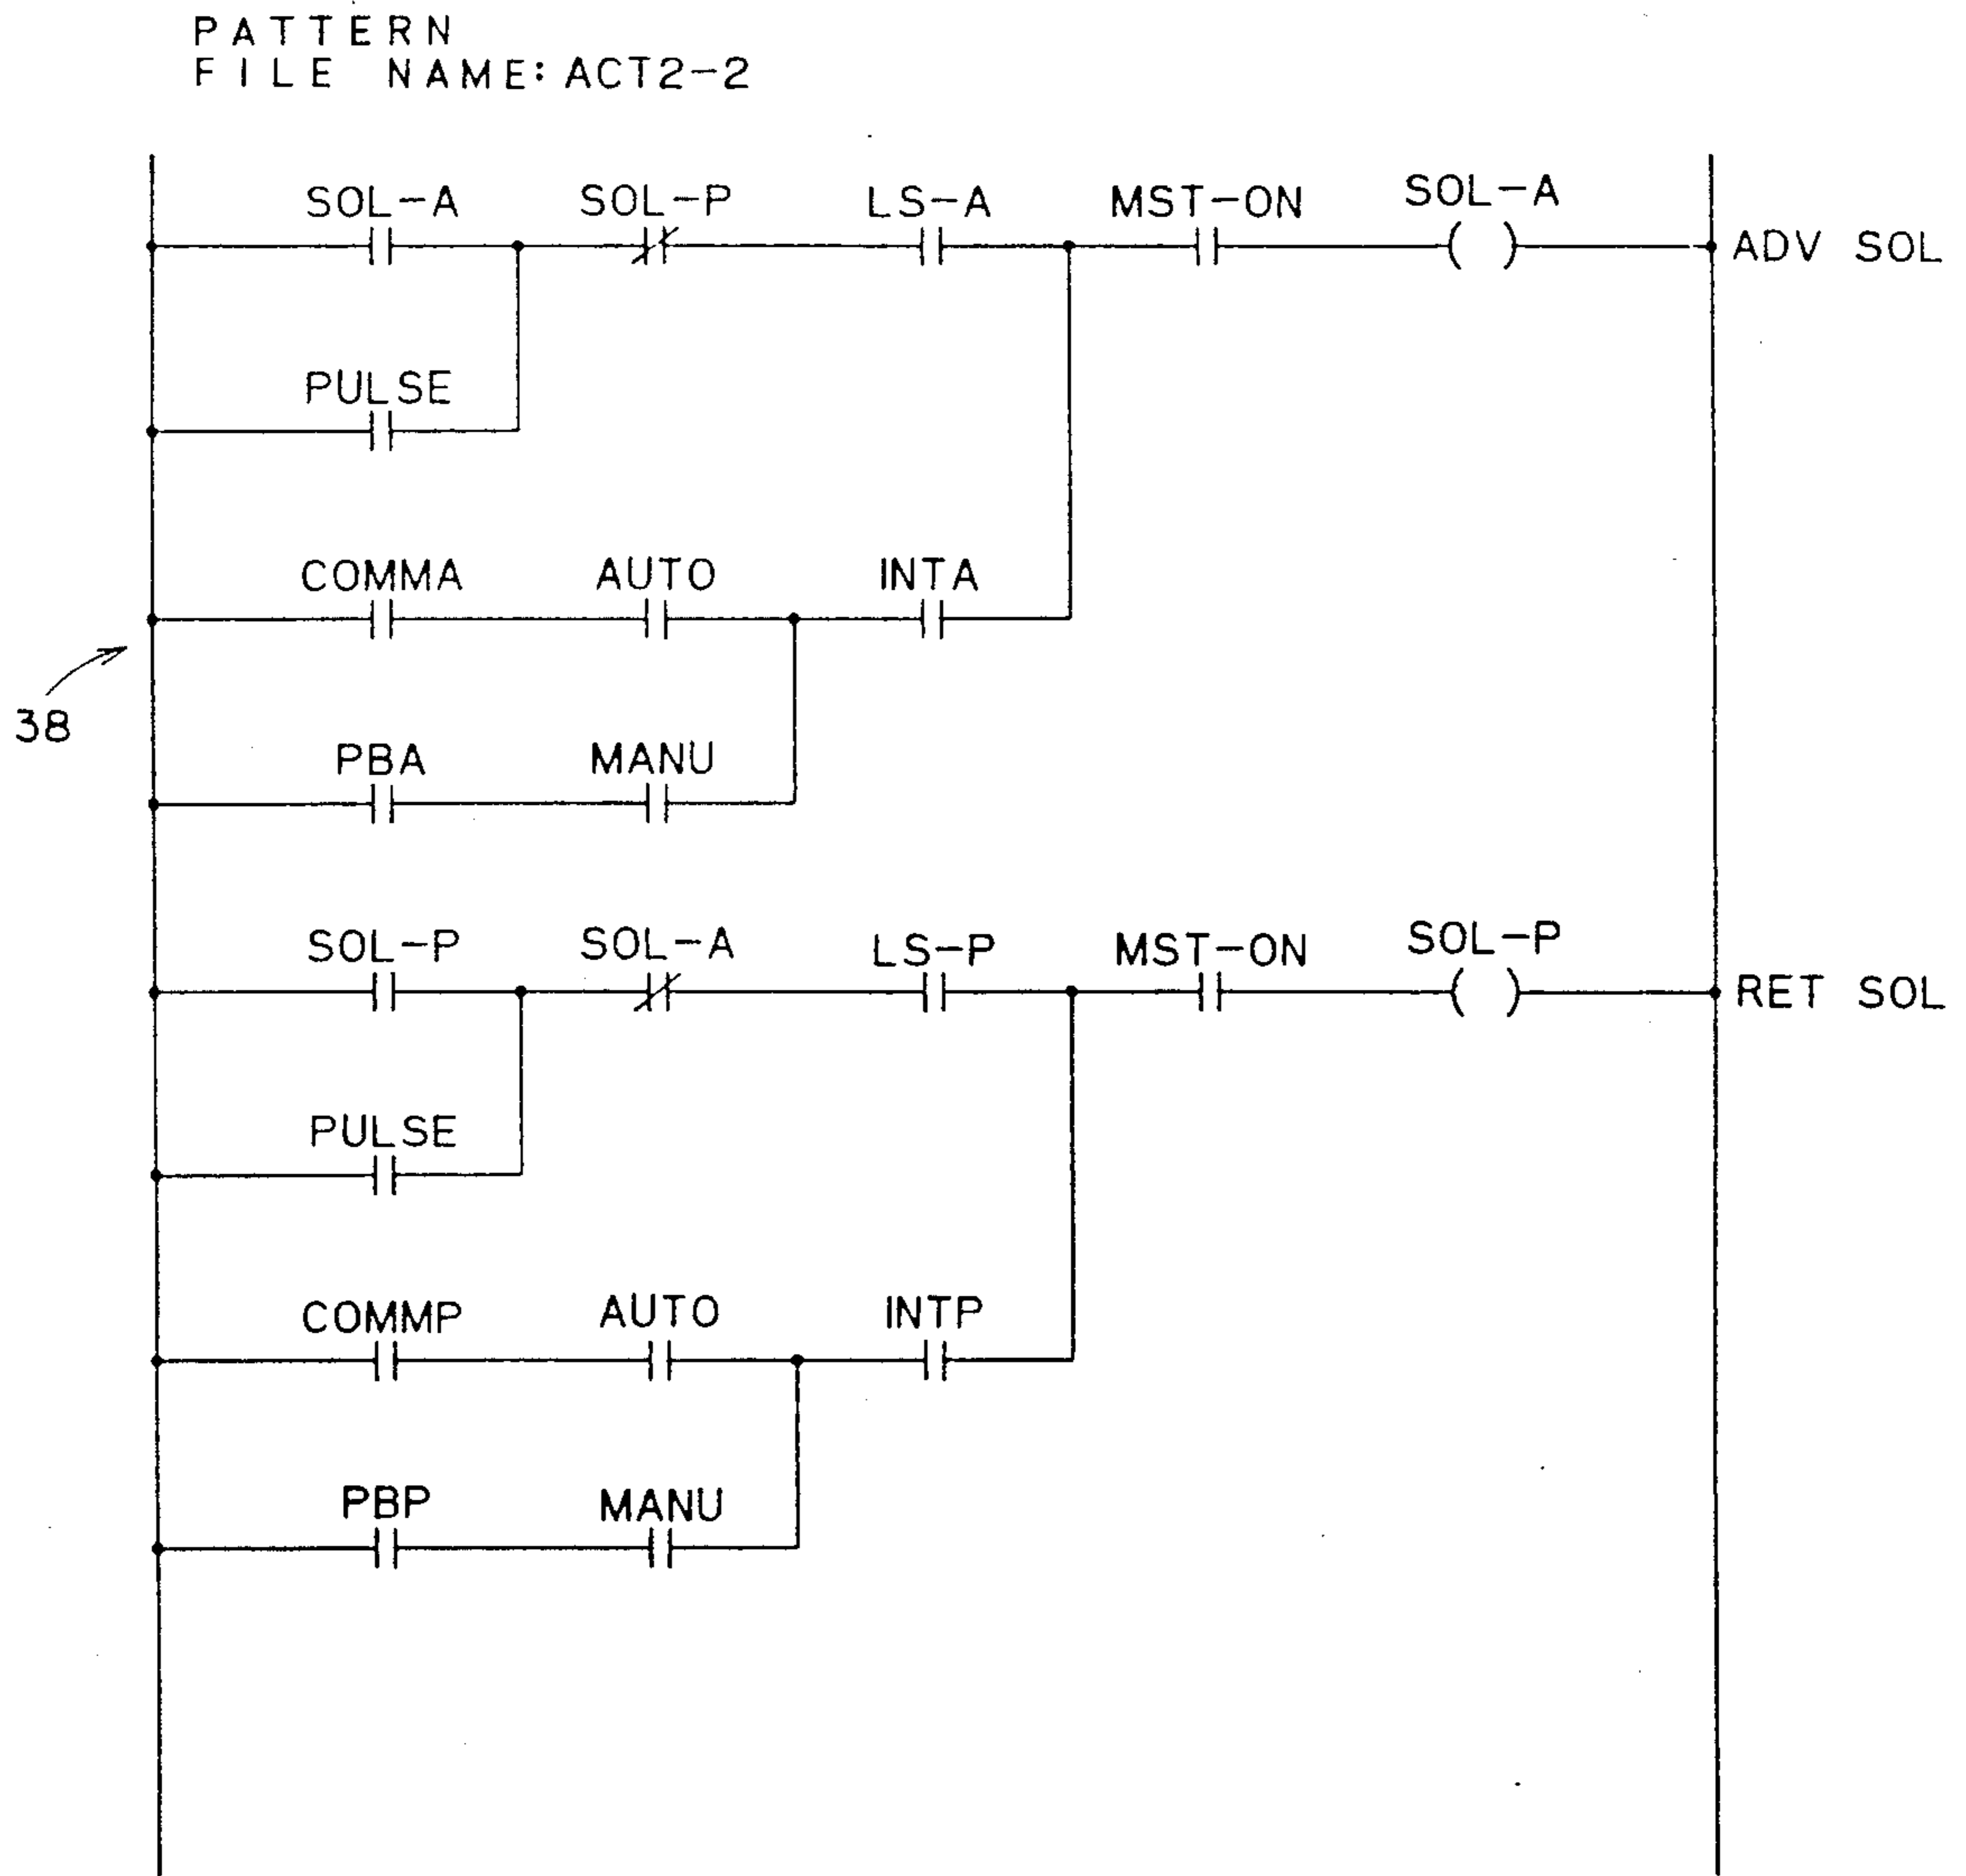 PATTERN
FILE NAME: ACT2-2
SOL-A SOL-P LS-A MST-ON SOL-A
ADV SOL
PULSE
COMMA AUTO INTA
38
PBA MANU
SOL-P SOL-A LS-P MST-ON SOL-P
RET SOL
PULSE
COMMP AUTO INTP
PBP MANU